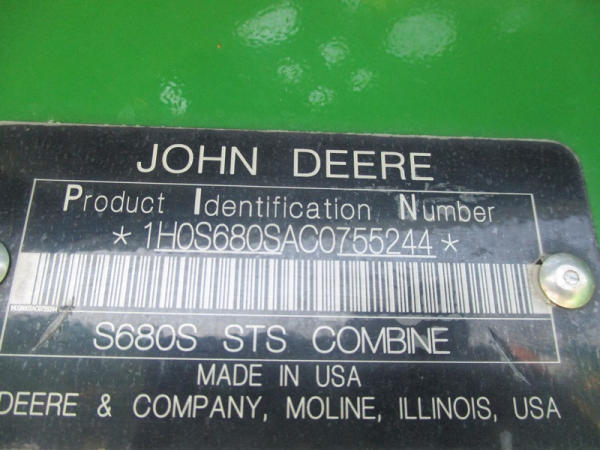 JOHN DEERE
Product Identification Number
*1H0S680SAC0755244*
S680S STS COMBINE
MADE IN USA
DEERE & COMPANY, MOLINE, ILLINOIS, USA